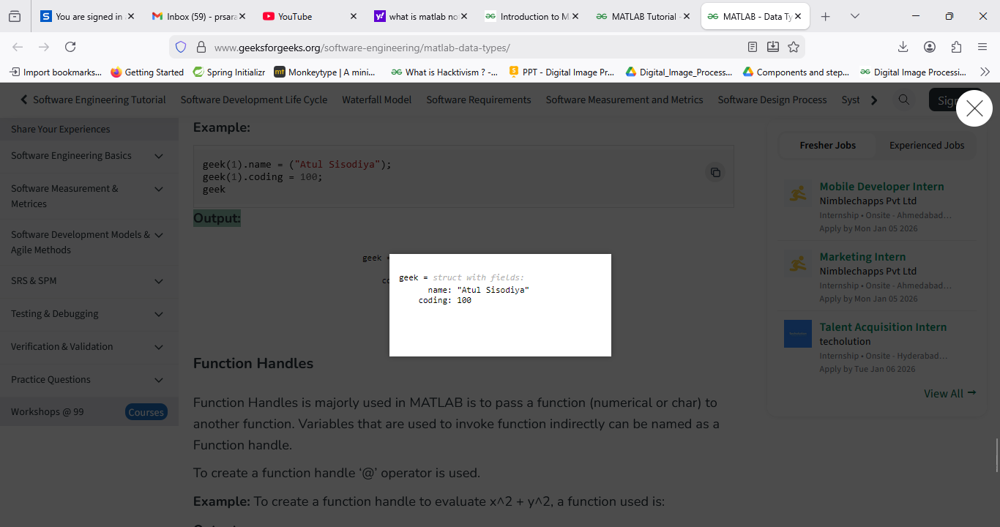 You are signed in
Inbox (59) - prsara
YouTube
what is matlab no
Introduction to M
MATLAB Tutorial -
MATLAB - Data Ty
www.geeksforgeeks.org/software-engineering/matlab-data-types/
Import bookmarks...
Getting Started
Spring Initializr
Monkeytype | A mini...
What is Hacktivism ? -...
PPT - Digital Image Pr...
Digital_Image_Process...
Components and step...
Digital Image Processi...
Software Engineering Tutorial
Software Development Life Cycle
Waterfall Model
Software Requirements
Software Measurement and Metrics
Software Design Process
Syst
Sign
Share Your Experiences
Software Engineering Basics
Software Measurement &
Metrices
Software Development Models &
Agile Methods
SRS & SPM
Testing & Debugging
Verification & Validation
Practice Questions
Workshops @ 99
Courses
Example:
geek(1).name = ("Atul Sisodiya");
geek(1).coding = 100;
geek
Output:
geek =
co
geek = struct with fields:
name: "Atul Sisodiya"
coding: 100
Function Handles
Function Handles is majorly used in MATLAB is to pass a function (numerical or char) to
another function. Variables that are used to invoke function indirectly can be named as a
Function handle.
To create a function handle ‘@’ operator is used.
Example: To create a function handle to evaluate x^2 + y^2, a function used is:
Fresher Jobs
Experienced Jobs
Mobile Developer Intern
Nimblechapps Pvt Ltd
Internship • Onsite - Ahmedabad...
Apply by Mon Jan 05 2026
Marketing Intern
Nimblechapps Pvt Ltd
Internship • Onsite - Ahmedabad...
Apply by Mon Jan 05 2026
Talent Acquisition Intern
techolution
Internship • Onsite - Hyderabad...
Apply by Tue Jan 06 2026
View All